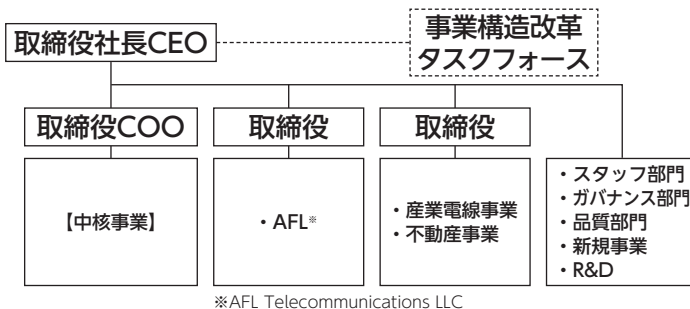 取締役社長CEO
事業構造改革
タスクフォース
取締役COO
取締役
取締役
【中核事業】
・AFL※
・産業電線事業
・不動産事業
・スタッフ部門
・ガバナンス部門
・品質部門
・新規事業
・R&D
※AFL Telecommunications LLC